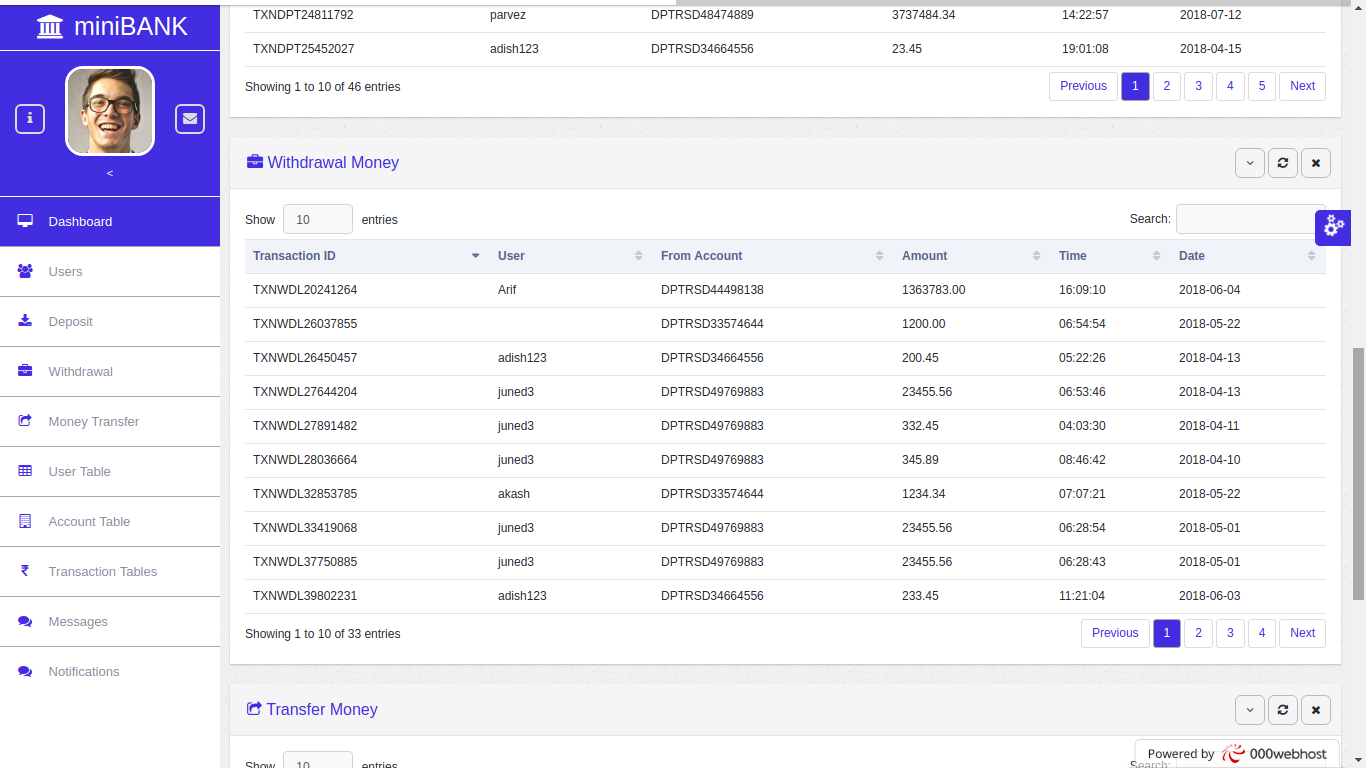 miniBANK
<
Dashboard
Users
Deposit
Withdrawal
Money Transfer
User Table
Account Table
Transaction Tables
Messages
Notifications
TXNDPT24811792 parvez DPTRSD48474889 3737484.34 14:22:57 2018-07-12
TXNDPT25452027 adish123 DPTRSD34664556 23.45 19:01:08 2018-04-15
Showing 1 to 10 of 46 entries Previous 1 2 3 4 5 Next
Withdrawal Money
Show 10 entries Search:
Transaction ID User From Account Amount Time Date
TXNWDL20241264 Arif DPTRSD44498138 1363783.00 16:09:10 2018-06-04
TXNWDL26037855 DPTRSD33574644 1200.00 06:54:54 2018-05-22
TXNWDL26450457 adish123 DPTRSD34664556 200.45 05:22:26 2018-04-13
TXNWDL27644204 juned3 DPTRSD49769883 23455.56 06:53:46 2018-04-13
TXNWDL27891482 juned3 DPTRSD49769883 332.45 04:03:30 2018-04-11
TXNWDL28036664 juned3 DPTRSD49769883 345.89 08:46:42 2018-04-10
TXNWDL32853785 akash DPTRSD33574644 1234.34 07:07:21 2018-05-22
TXNWDL33419068 juned3 DPTRSD49769883 23455.56 06:28:54 2018-05-01
TXNWDL37750885 juned3 DPTRSD49769883 23455.56 06:28:43 2018-05-01
TXNWDL39802231 adish123 DPTRSD34664556 233.45 11:21:04 2018-06-03
Showing 1 to 10 of 33 entries Previous 1 2 3 4 Next
Transfer Money
Show 10 entries Search:
Powered by 000webhost